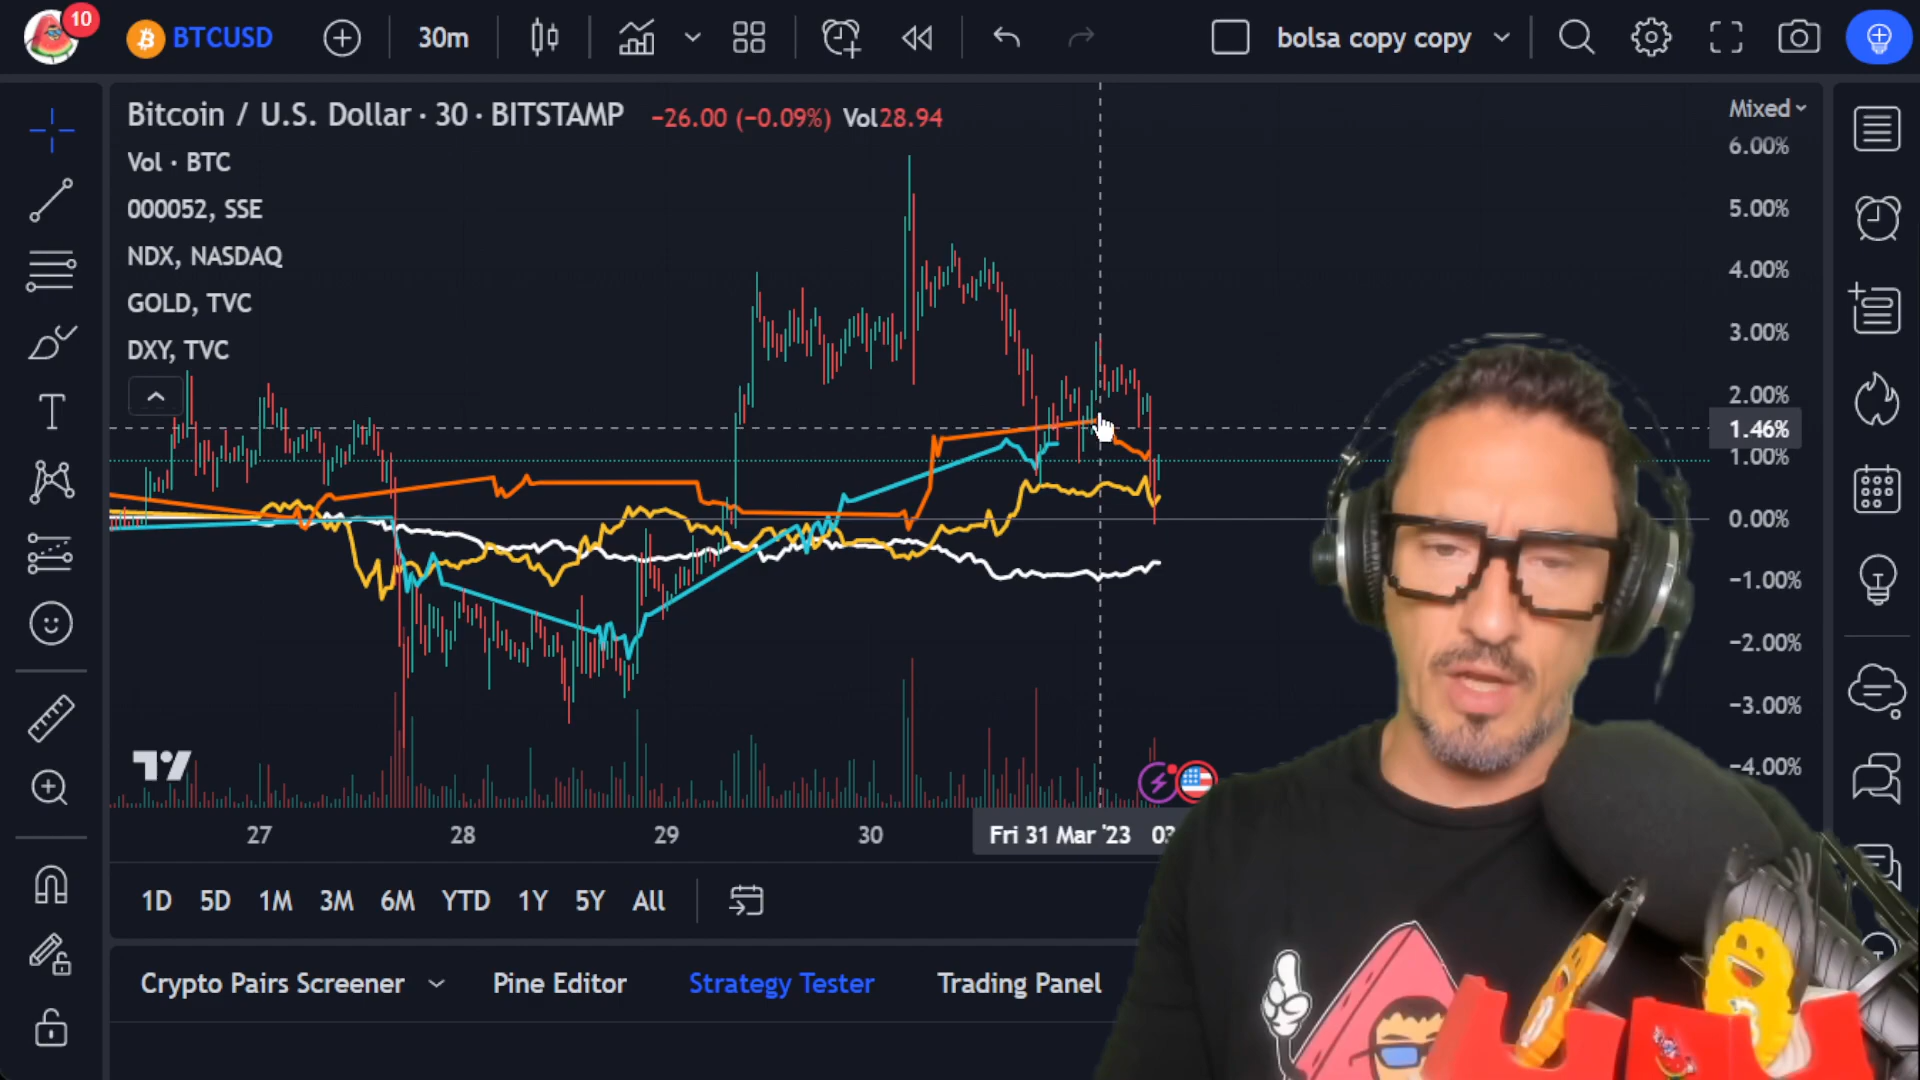 10
BTCUSD
30m
bolsa copy copy
Bitcoin / U.S. Dollar · 30 · BITSTAMP −26.00 (−0.09%) Vol28.94
Vol · BTC
000052, SSE
NDX, NASDAQ
GOLD, TVC
DXY, TVC
Mixed
6.00%
5.00%
4.00%
3.00%
2.00%
1.46%
1.00%
0.00%
−1.00%
−2.00%
−3.00%
−4.00%
27 28 29 30 Fri 31 Mar '23 03
1D 5D 1M 3M 6M YTD 1Y 5Y All
Crypto Pairs Screener Pine Editor Strategy Tester Trading Panel